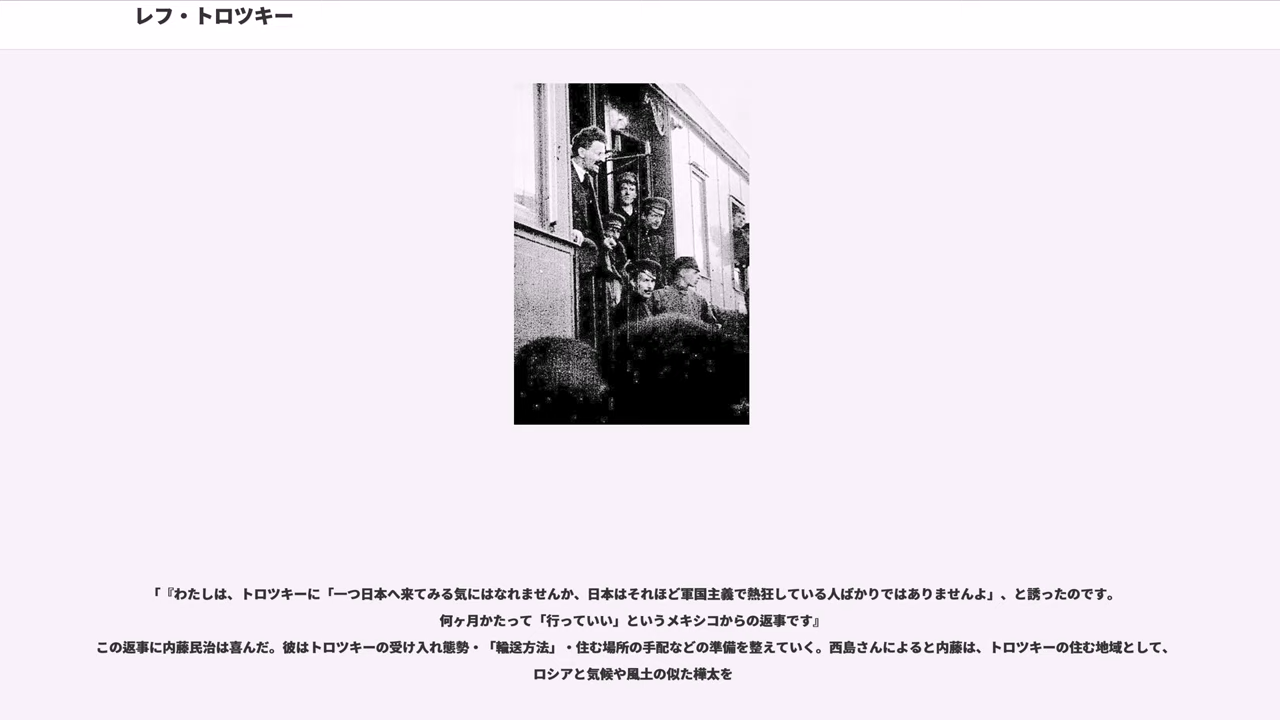 レフ・トロツキー
「『わたしは、トロツキーに「一つ日本へ来てみる気にはなれませんか、日本はそれほど軍国主義で熱狂している人ばかりではありませんよ」、と誘ったのです。
何ヶ月かたって「行っていい」というメキシコからの返事です』
この返事に内藤民治は喜んだ。彼はトロツキーの受け入れ態勢・「輸送方法」・住む場所の手配などの準備を整えていく。西島さんによると内藤は、トロツキーの住む地域として、
ロシアと気候や風土の似た樺太を